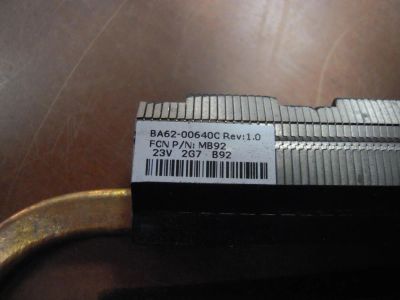 BA62-00640C Rev:1.0
FCN P/N: MB92
23V 2G7 B92